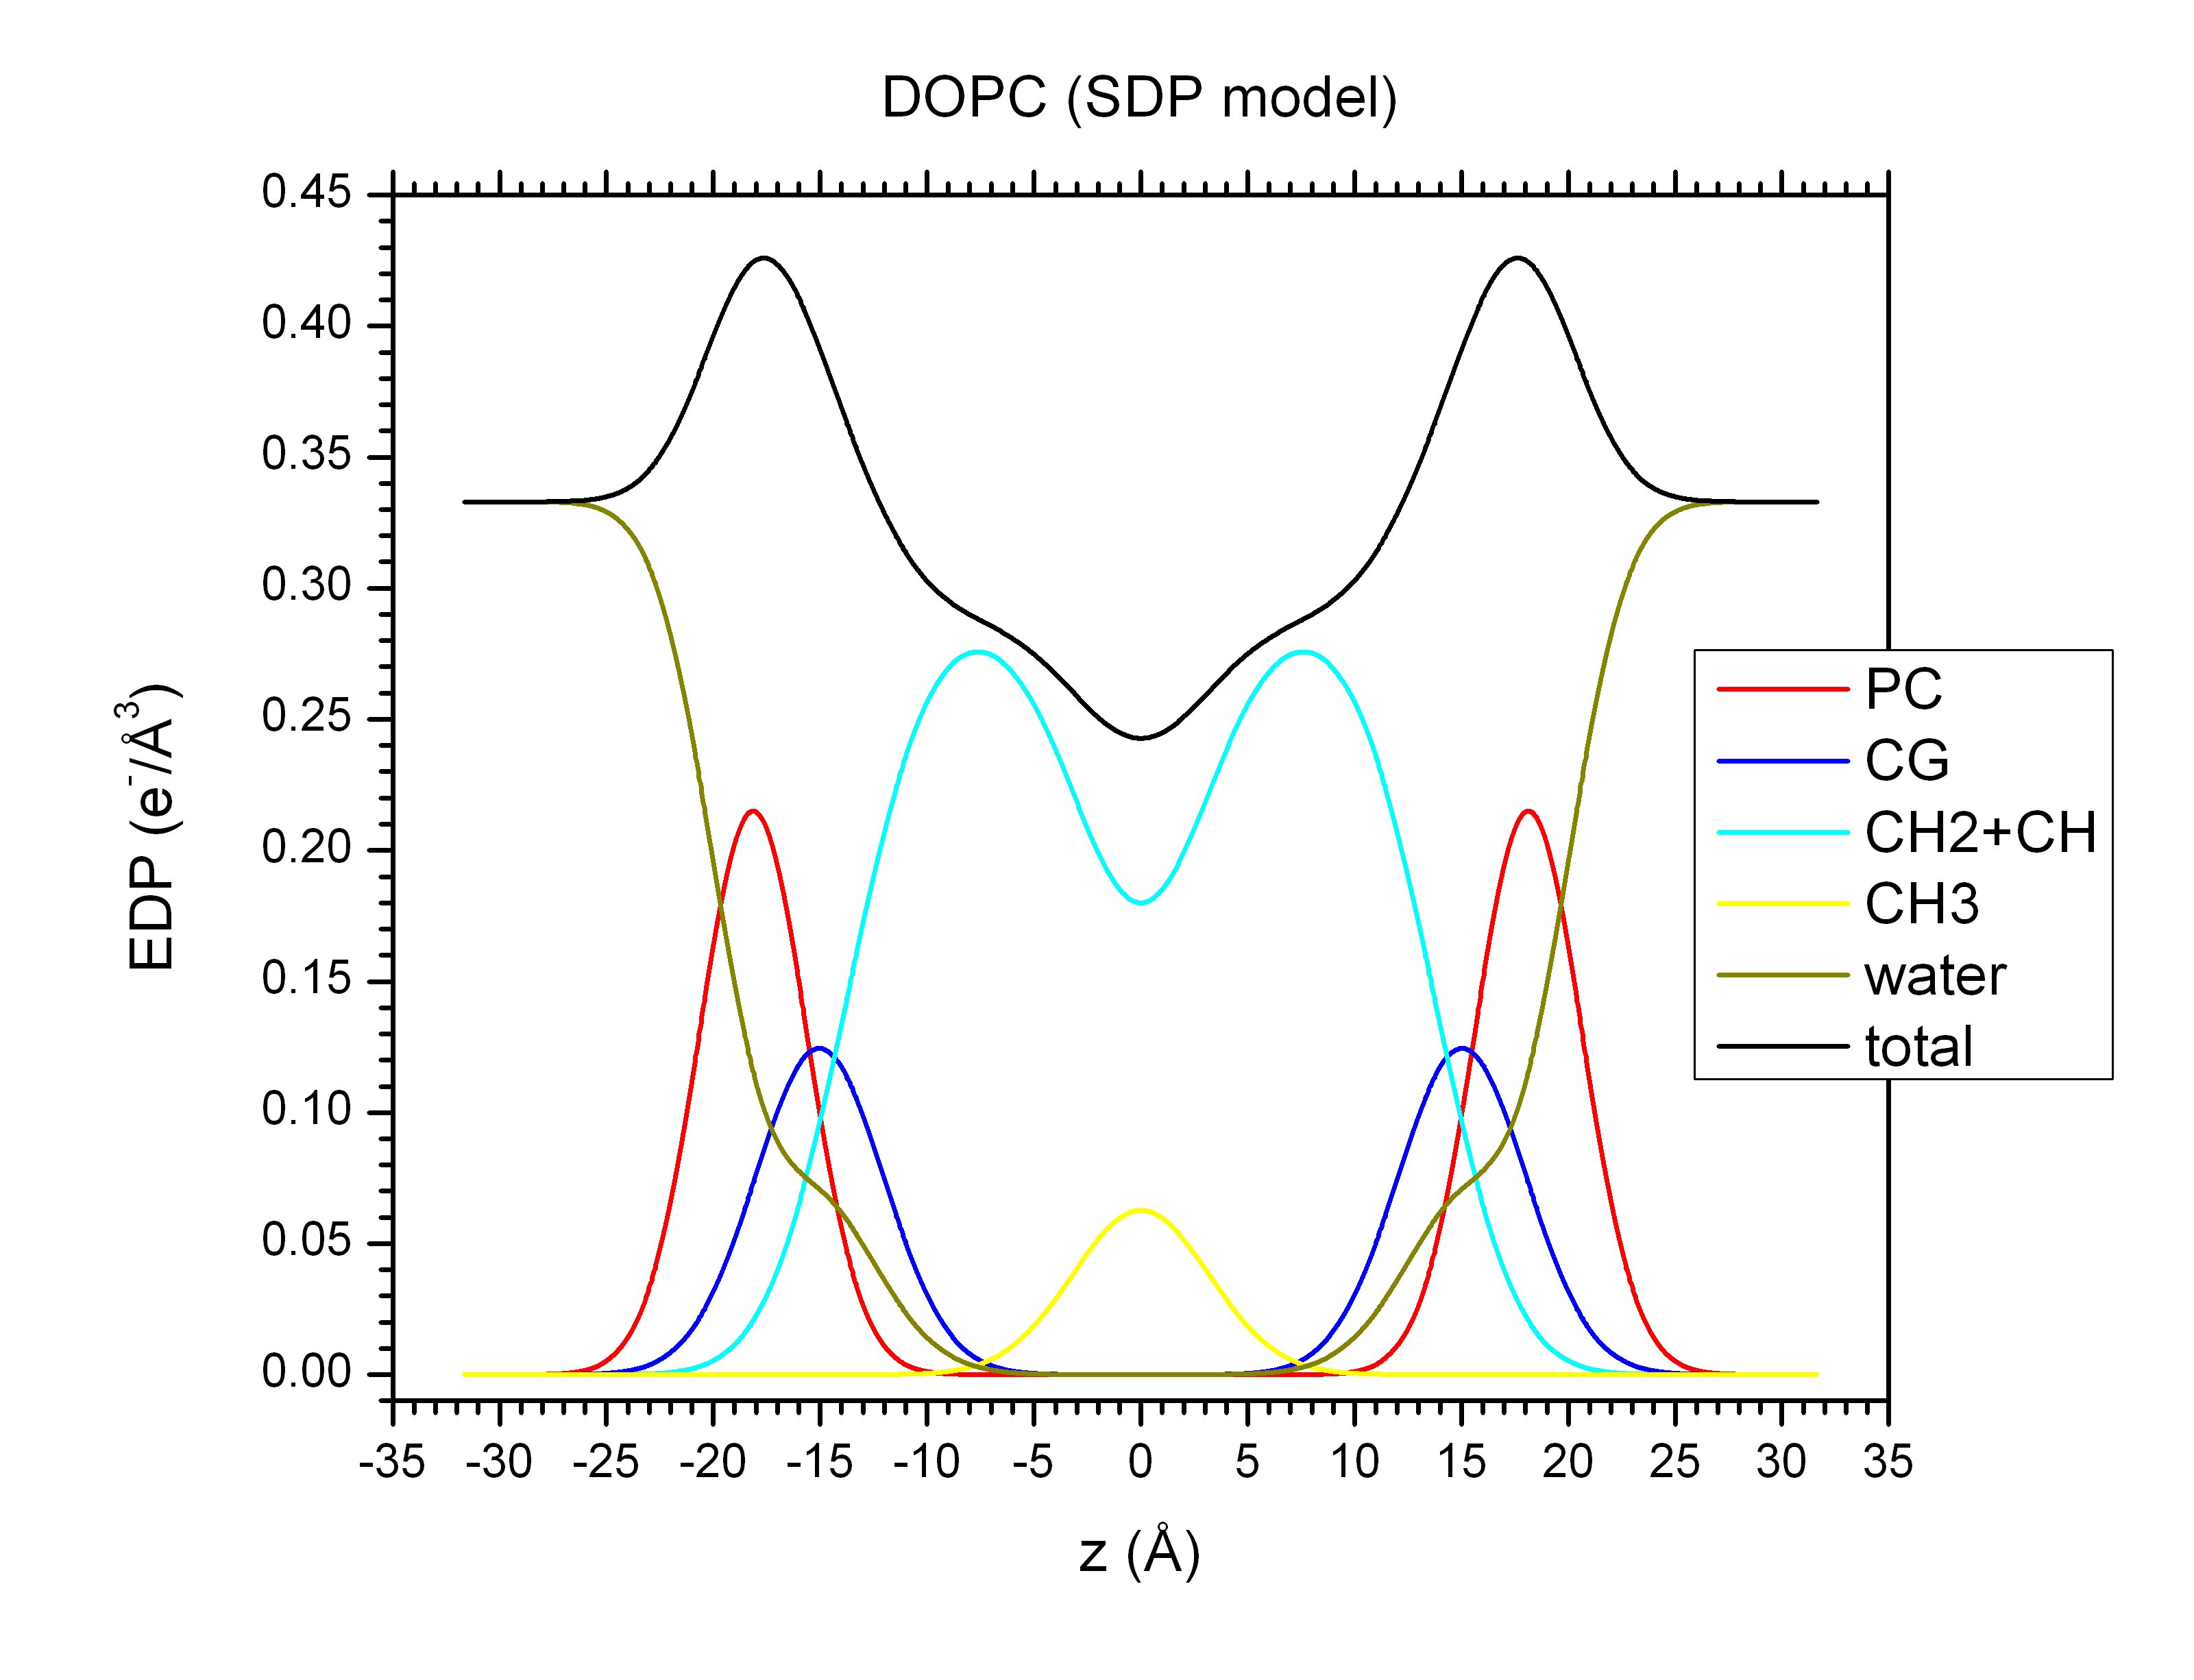 DOPC (SDP model)
0.45
0.40
0.35
0.30
0.25
0.20
0.15
0.10
0.05
0.00
EDP (e⁻/Å³)
-35 -30 -25 -20 -15 -10 -5 0 5 10 15 20 25 30 35
z (Å)
PC
CG
CH2+CH
CH3
water
total